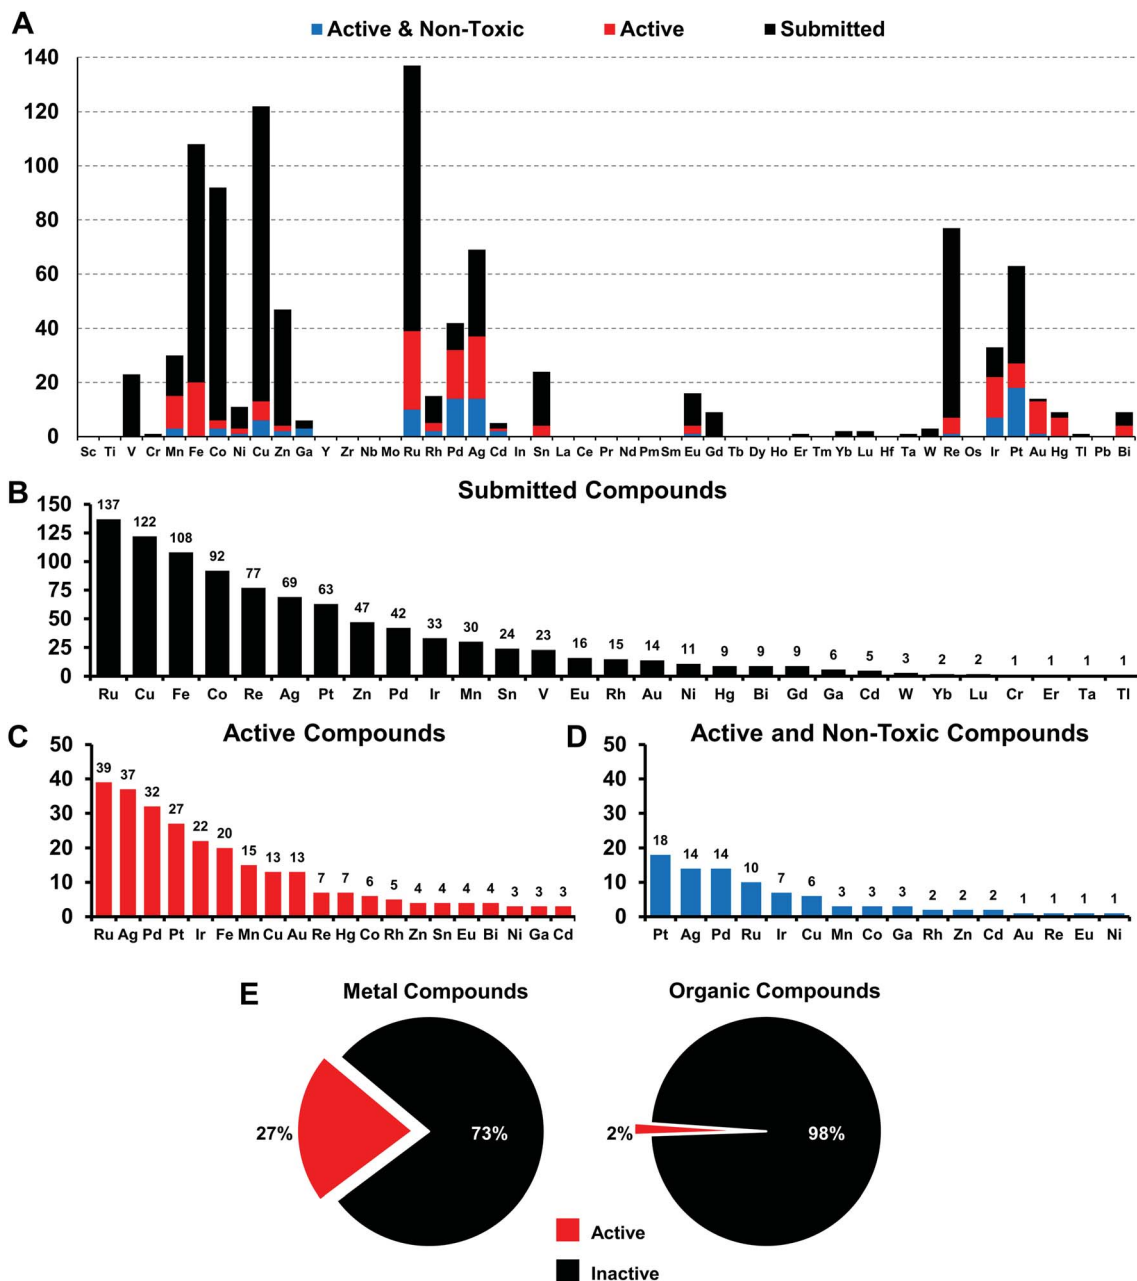 A
Active & Non-Toxic Active Submitted
140
120
100
80
60
40
20
0
Sc Ti V Cr Mn Fe Co Ni Cu Zn Ga Y Zr Nb Mo Ru Rh Pd Ag Cd In Sn La Ce Pr Nd Pm Sm Eu Gd Tb Dy Ho Er Tm Yb Lu Hf Ta W Re Os Ir Pt Au Hg Tl Pb Bi
B
Submitted Compounds
150
125
100
75
50
25
0
137 122 108 92 77 69 63 47 42 33 30 24 23 16 15 14 11 9 9 9 6 5 3 2 2 1 1 1 1
Ru Cu Fe Co Re Ag Pt Zn Pd Ir Mn Sn V Eu Rh Au Ni Hg Bi Gd Ga Cd W Yb Lu Cr Er Ta Tl
C
Active Compounds
50
40
30
20
10
0
39 37 32 27 22 20 15 13 13 7 7 6 5 4 4 4 4 3 3 3
Ru Ag Pd Pt Ir Fe Mn Cu Au Re Hg Co Rh Zn Sn Eu Bi Ni Ga Cd
D
Active and Non-Toxic Compounds
50
40
30
20
10
0
18 14 14 10 7 6 3 3 3 2 2 2 1 1 1 1
Pt Ag Pd Ru Ir Cu Mn Co Ga Rh Zn Cd Au Re Eu Ni
E
Metal Compounds
27%
73%
Organic Compounds
2%
98%
Active
Inactive